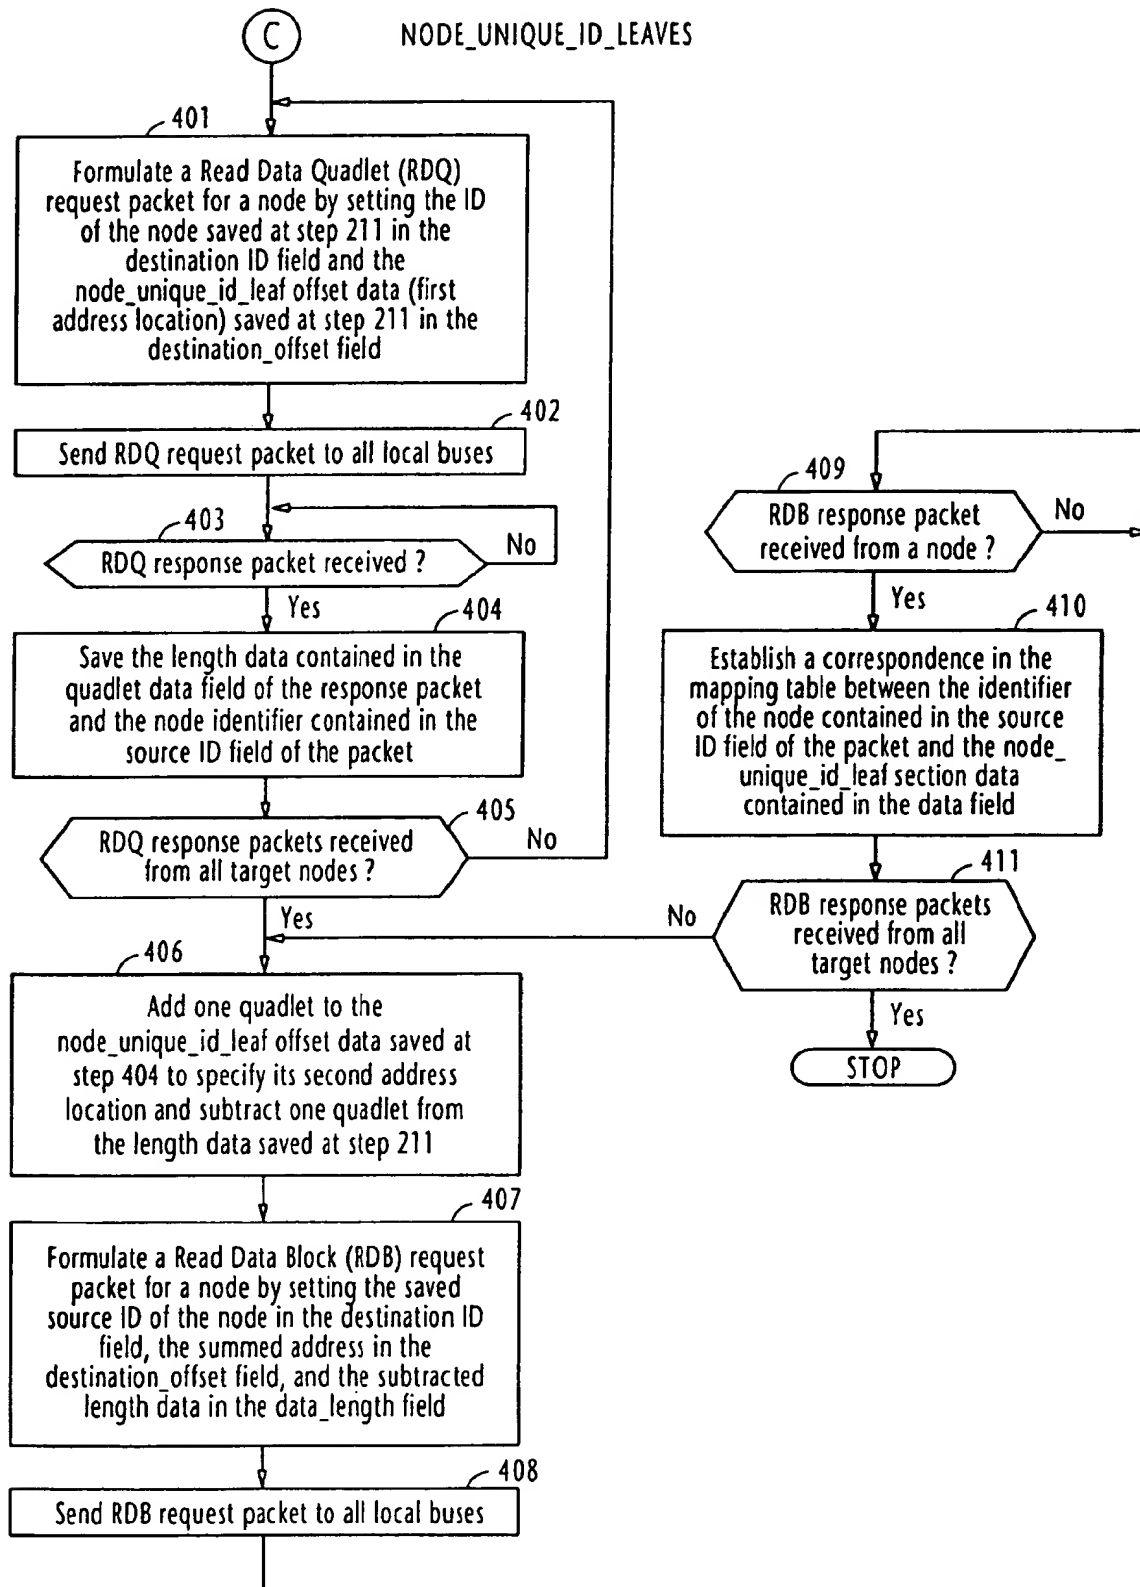 C
NODE_UNIQUE_ID_LEAVES
401
Formulate a Read Data Quadlet (RDQ)
request packet for a node by setting the ID
of the node saved at step 211 in the
destination ID field and the
node_unique_id_leaf offset data (first
address location) saved at step 211 in the
destination_offset field
402
Send RDQ request packet to all local buses
403
RDQ response packet received ?
No
Yes
404
Save the length data contained in the
quadlet data field of the response packet
and the node identifier contained in the
source ID field of the packet
405
RDQ response packets received
from all target nodes ?
No
Yes
406
Add one quadlet to the
node_unique_id_leaf offset data saved at
step 404 to specify its second address
location and subtract one quadlet from
the length data saved at step 211
407
Formulate a Read Data Block (RDB) request
packet for a node by setting the saved
source ID of the node in the destination ID
field, the summed address in the
destination_offset field, and the subtracted
length data in the data_length field
408
Send RDB request packet to all local buses
409
RDB response packet
received from a node ?
No
Yes
410
Establish a correspondence in the
mapping table between the identifier
of the node contained in the source
ID field of the packet and the node_
unique_id_leaf section data
contained in the data field
411
RDB response packets
received from all
target nodes ?
No
Yes
STOP